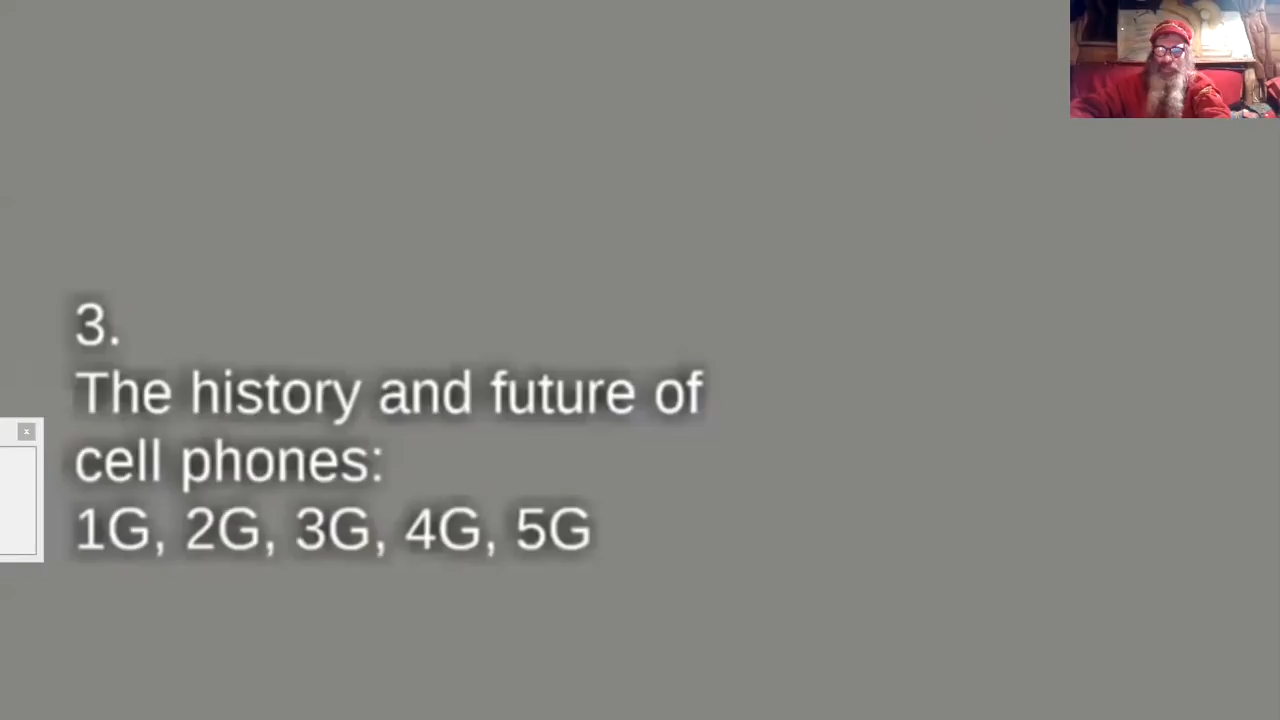 3.
The history and future of
cell phones:
1G, 2G, 3G, 4G, 5G